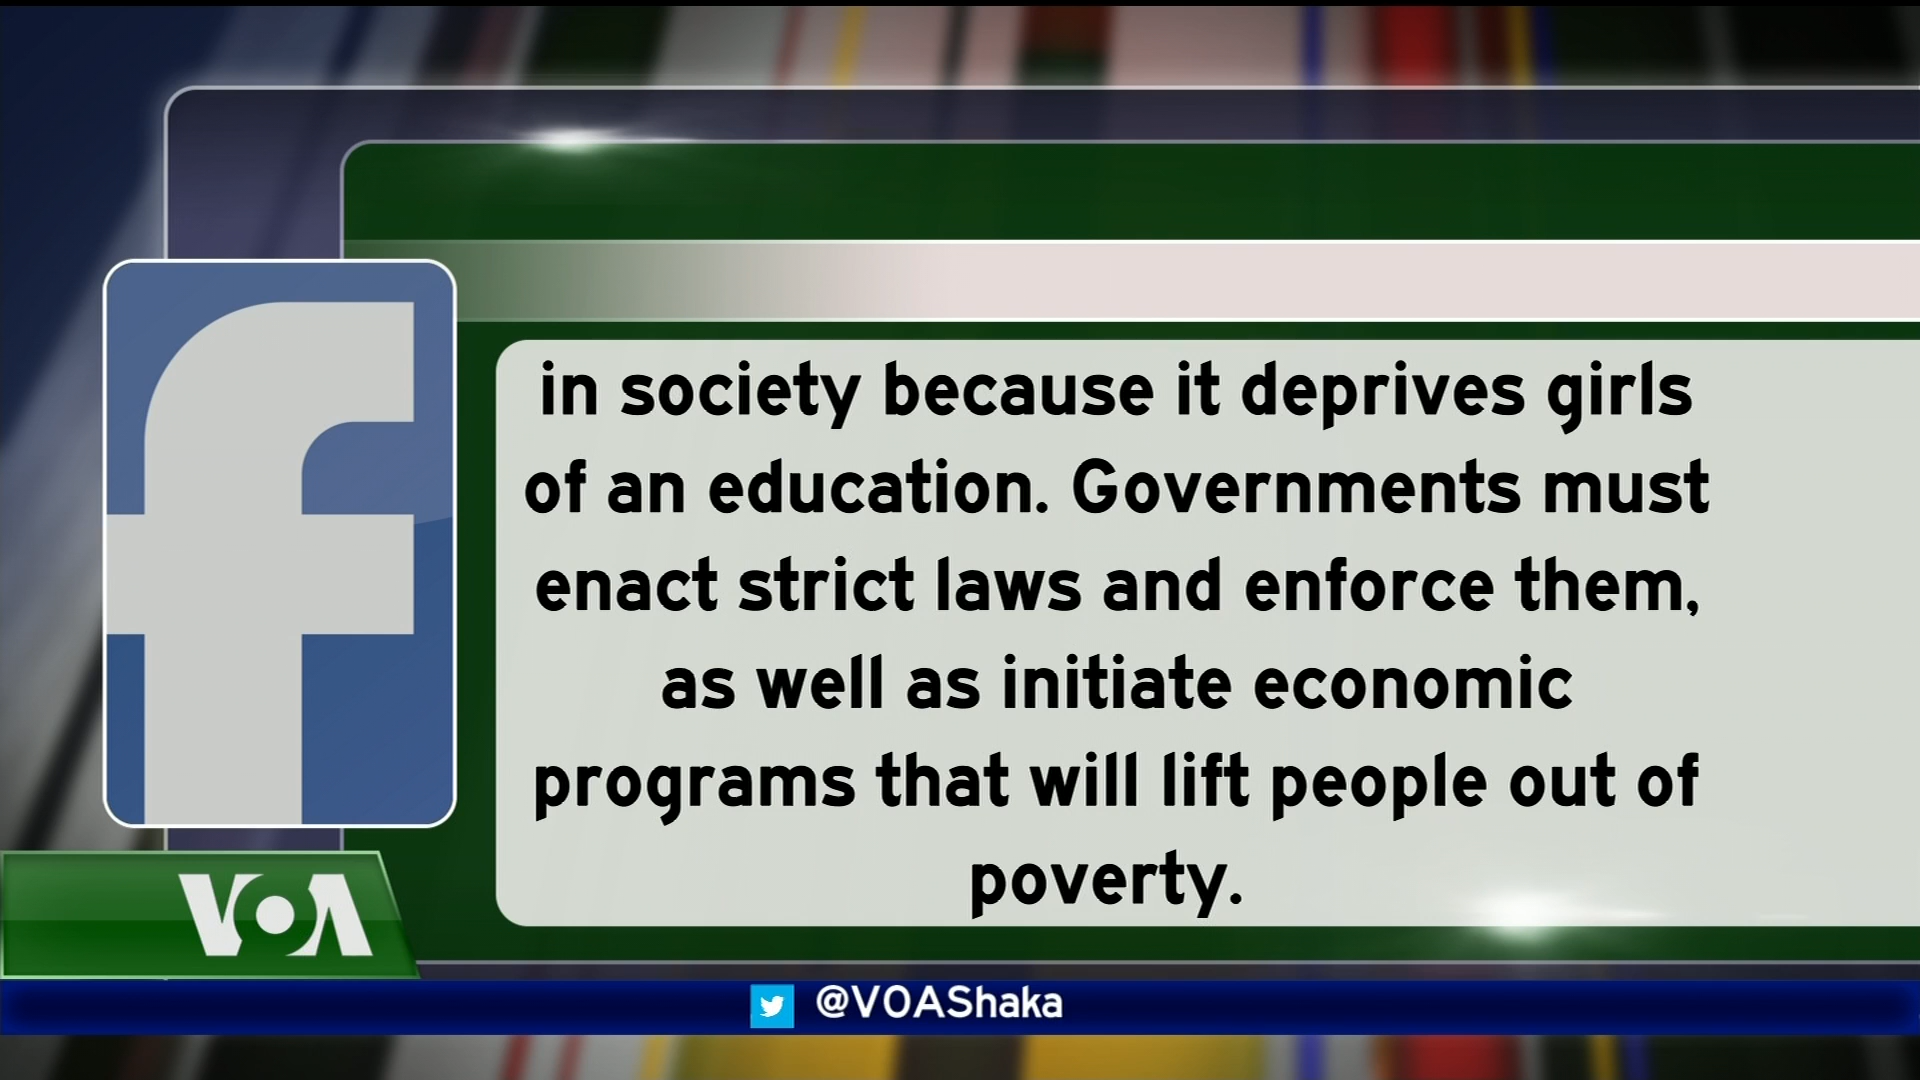 in society because it deprives girls
of an education. Governments must
enact strict laws and enforce them,
as well as initiate economic
programs that will lift people out of
poverty.
VOA
@VOAShaka